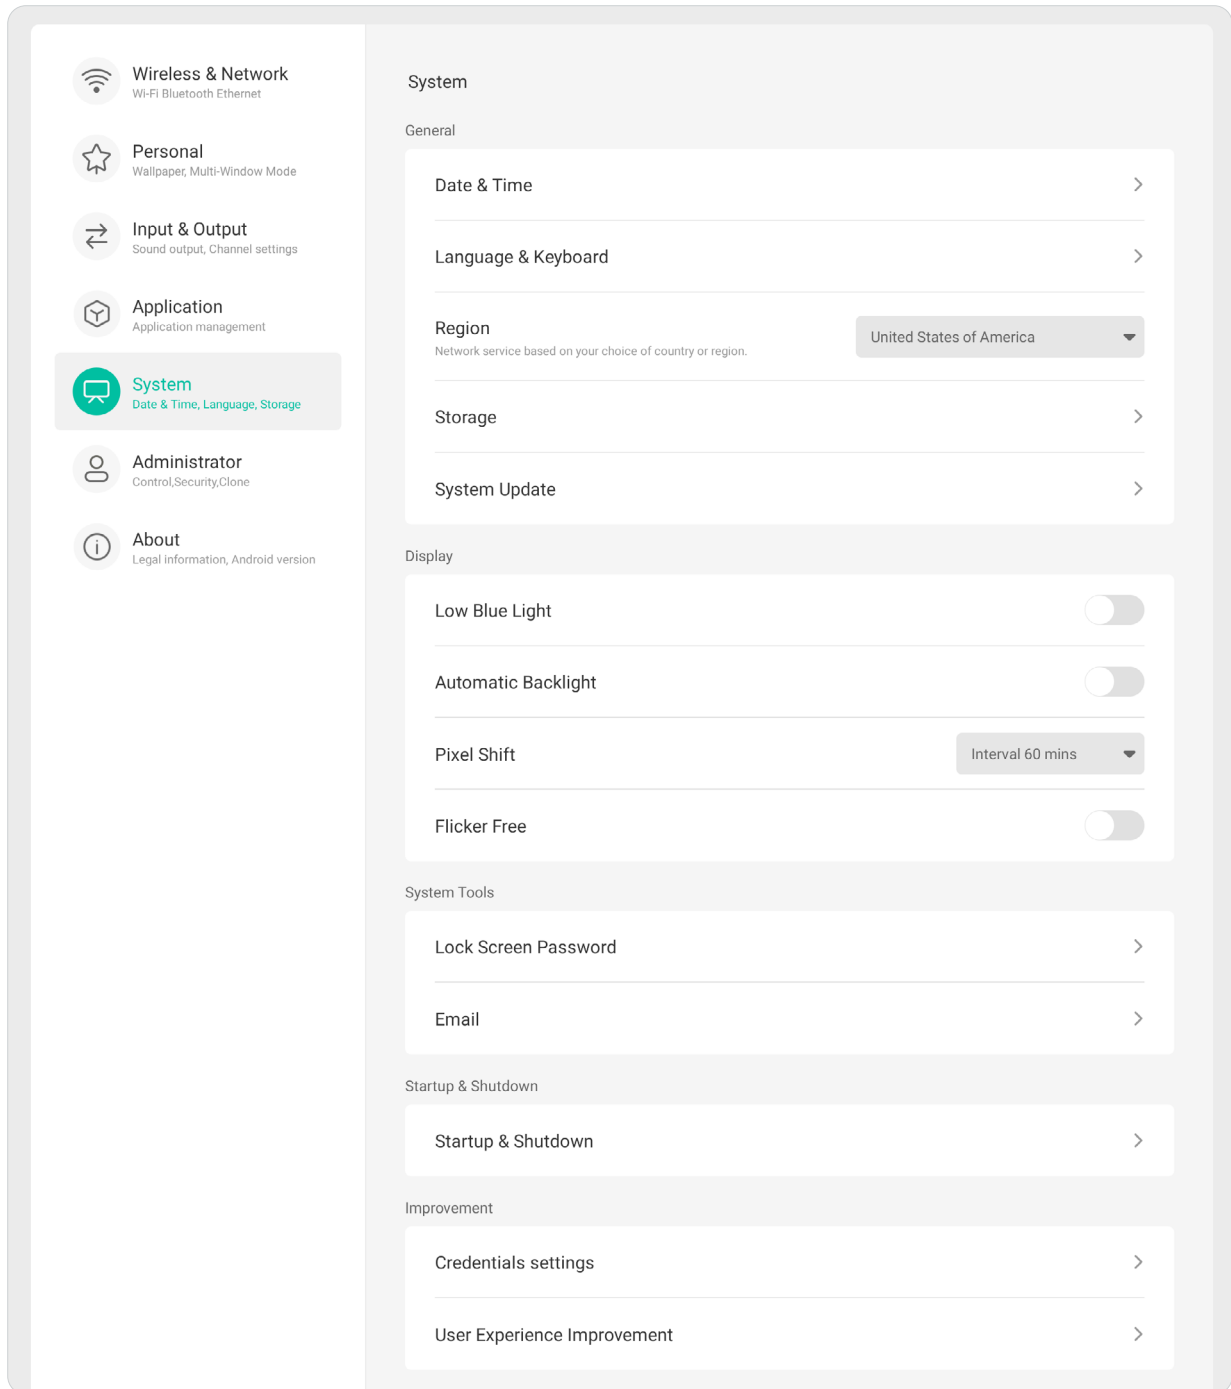 Wireless & Network
Wi-Fi Bluetooth Ethernet
Personal
Wallpaper, Multi-Window Mode
Input & Output
Sound output, Channel settings
Application
Application management
System
Date & Time, Language, Storage
Administrator
Control,Security,Clone
About
Legal information, Android version
System
General
Date & Time
Language & Keyboard
Region
Network service based on your choice of country or region.
United States of America
Storage
System Update
Display
Low Blue Light
Automatic Backlight
Pixel Shift
Interval 60 mins
Flicker Free
System Tools
Lock Screen Password
Email
Startup & Shutdown
Startup & Shutdown
Improvement
Credentials settings
User Experience Improvement